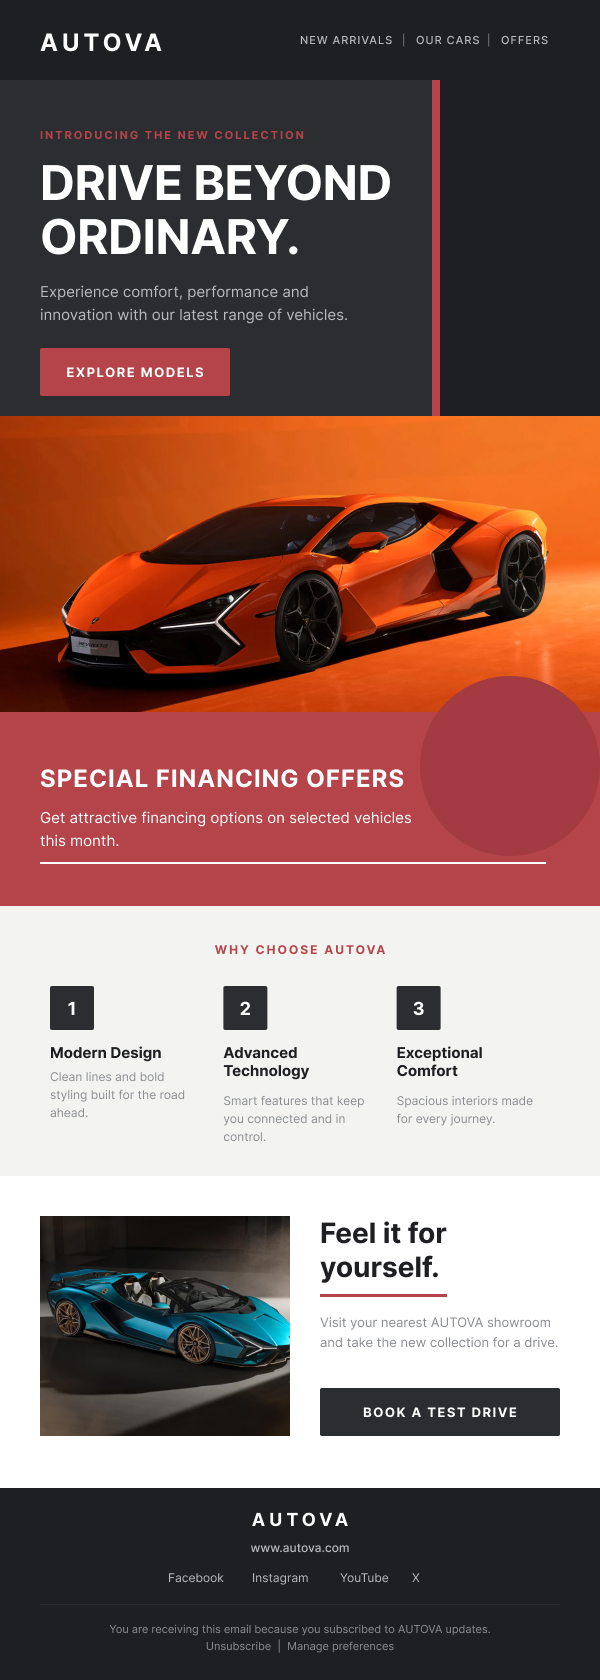 AUTOVA
NEW ARRIVALS | OUR CARS | OFFERS
INTRODUCING THE NEW COLLECTION
DRIVE BEYOND
ORDINARY.
Experience comfort, performance and
innovation with our latest range of vehicles.
EXPLORE MODELS
SPECIAL FINANCING OFFERS
Get attractive financing options on selected vehicles
this month.
WHY CHOOSE AUTOVA
1
Modern Design
Clean lines and bold
styling built for the road
ahead.
2
Advanced
Technology
Smart features that keep
you connected and in
control.
3
Exceptional
Comfort
Spacious interiors made
for every journey.
Feel it for
yourself.
Visit your nearest AUTOVA showroom
and take the new collection for a drive.
BOOK A TEST DRIVE
AUTOVA
www.autova.com
Facebook Instagram YouTube X
You are receiving this email because you subscribed to AUTOVA updates.
Unsubscribe | Manage preferences